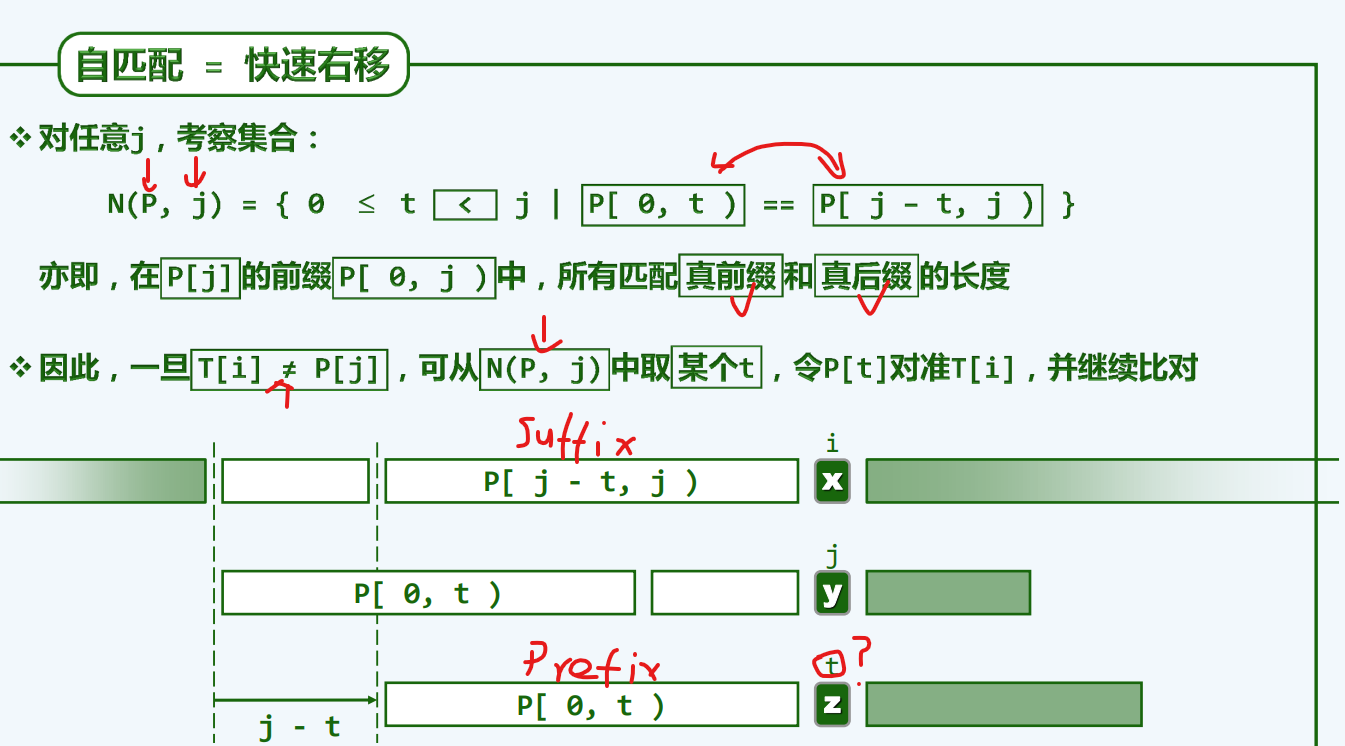 自匹配 = 快速右移
❖ 对任意j，考察集合：
N(P, j) = { 0 ≤ t < j | P[ 0, t ) == P[ j - t, j ) }
亦即，在P[j]的前缀P[ 0, j )中，所有匹配真前缀和真后缀的长度
❖ 因此，一旦T[i] ≠ P[j]，可从N(P, j)中取某个t，令P[t]对准T[i]，并继续比对
Suffix
i
P[ j - t, j ) x
j
P[ 0, t ) y
Prefix t ?
P[ 0, t ) z
j - t